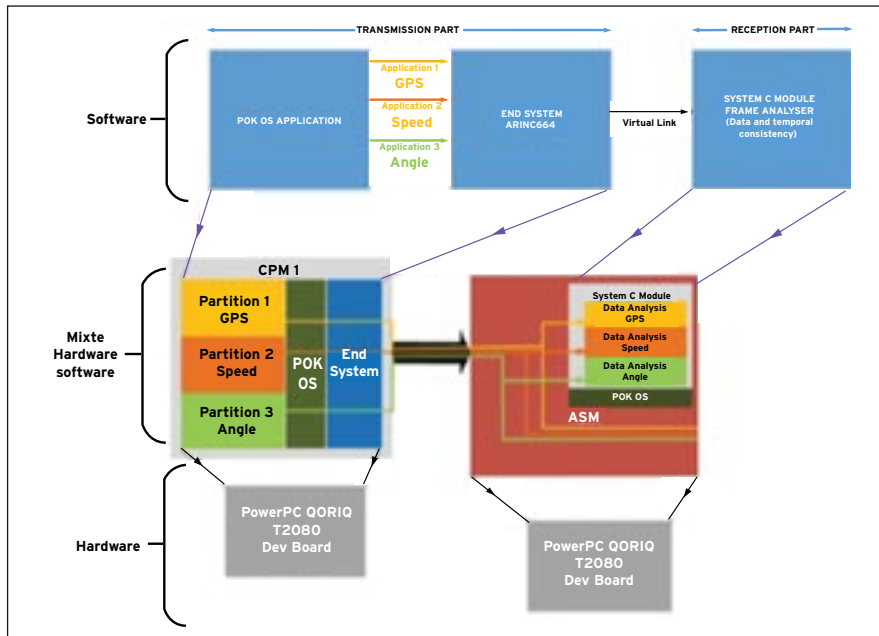 TRANSMISSION PART
RECEPTION PART
Software
POK OS APPLICATION
Application 1
GPS
Application 2
Speed
Application 3
Angle
END SYSTEM
ARINC664
Virtual Link
SYSTEM C MODULE
FRAME ANALYSER
(Data and temporal
consistency)
Mixte
Hardware
software
CPM 1
Partition 1
GPS
Partition 2
Speed
Partition 3
Angle
POK
OS
End
System
System C Module
Data Analysis
GPS
Data Analysis
Speed
Data Analysis
Angle
POK OS
ASM
Hardware
PowerPC QORIQ
T2080
Dev Board
PowerPC QORIQ
T2080
Dev Board